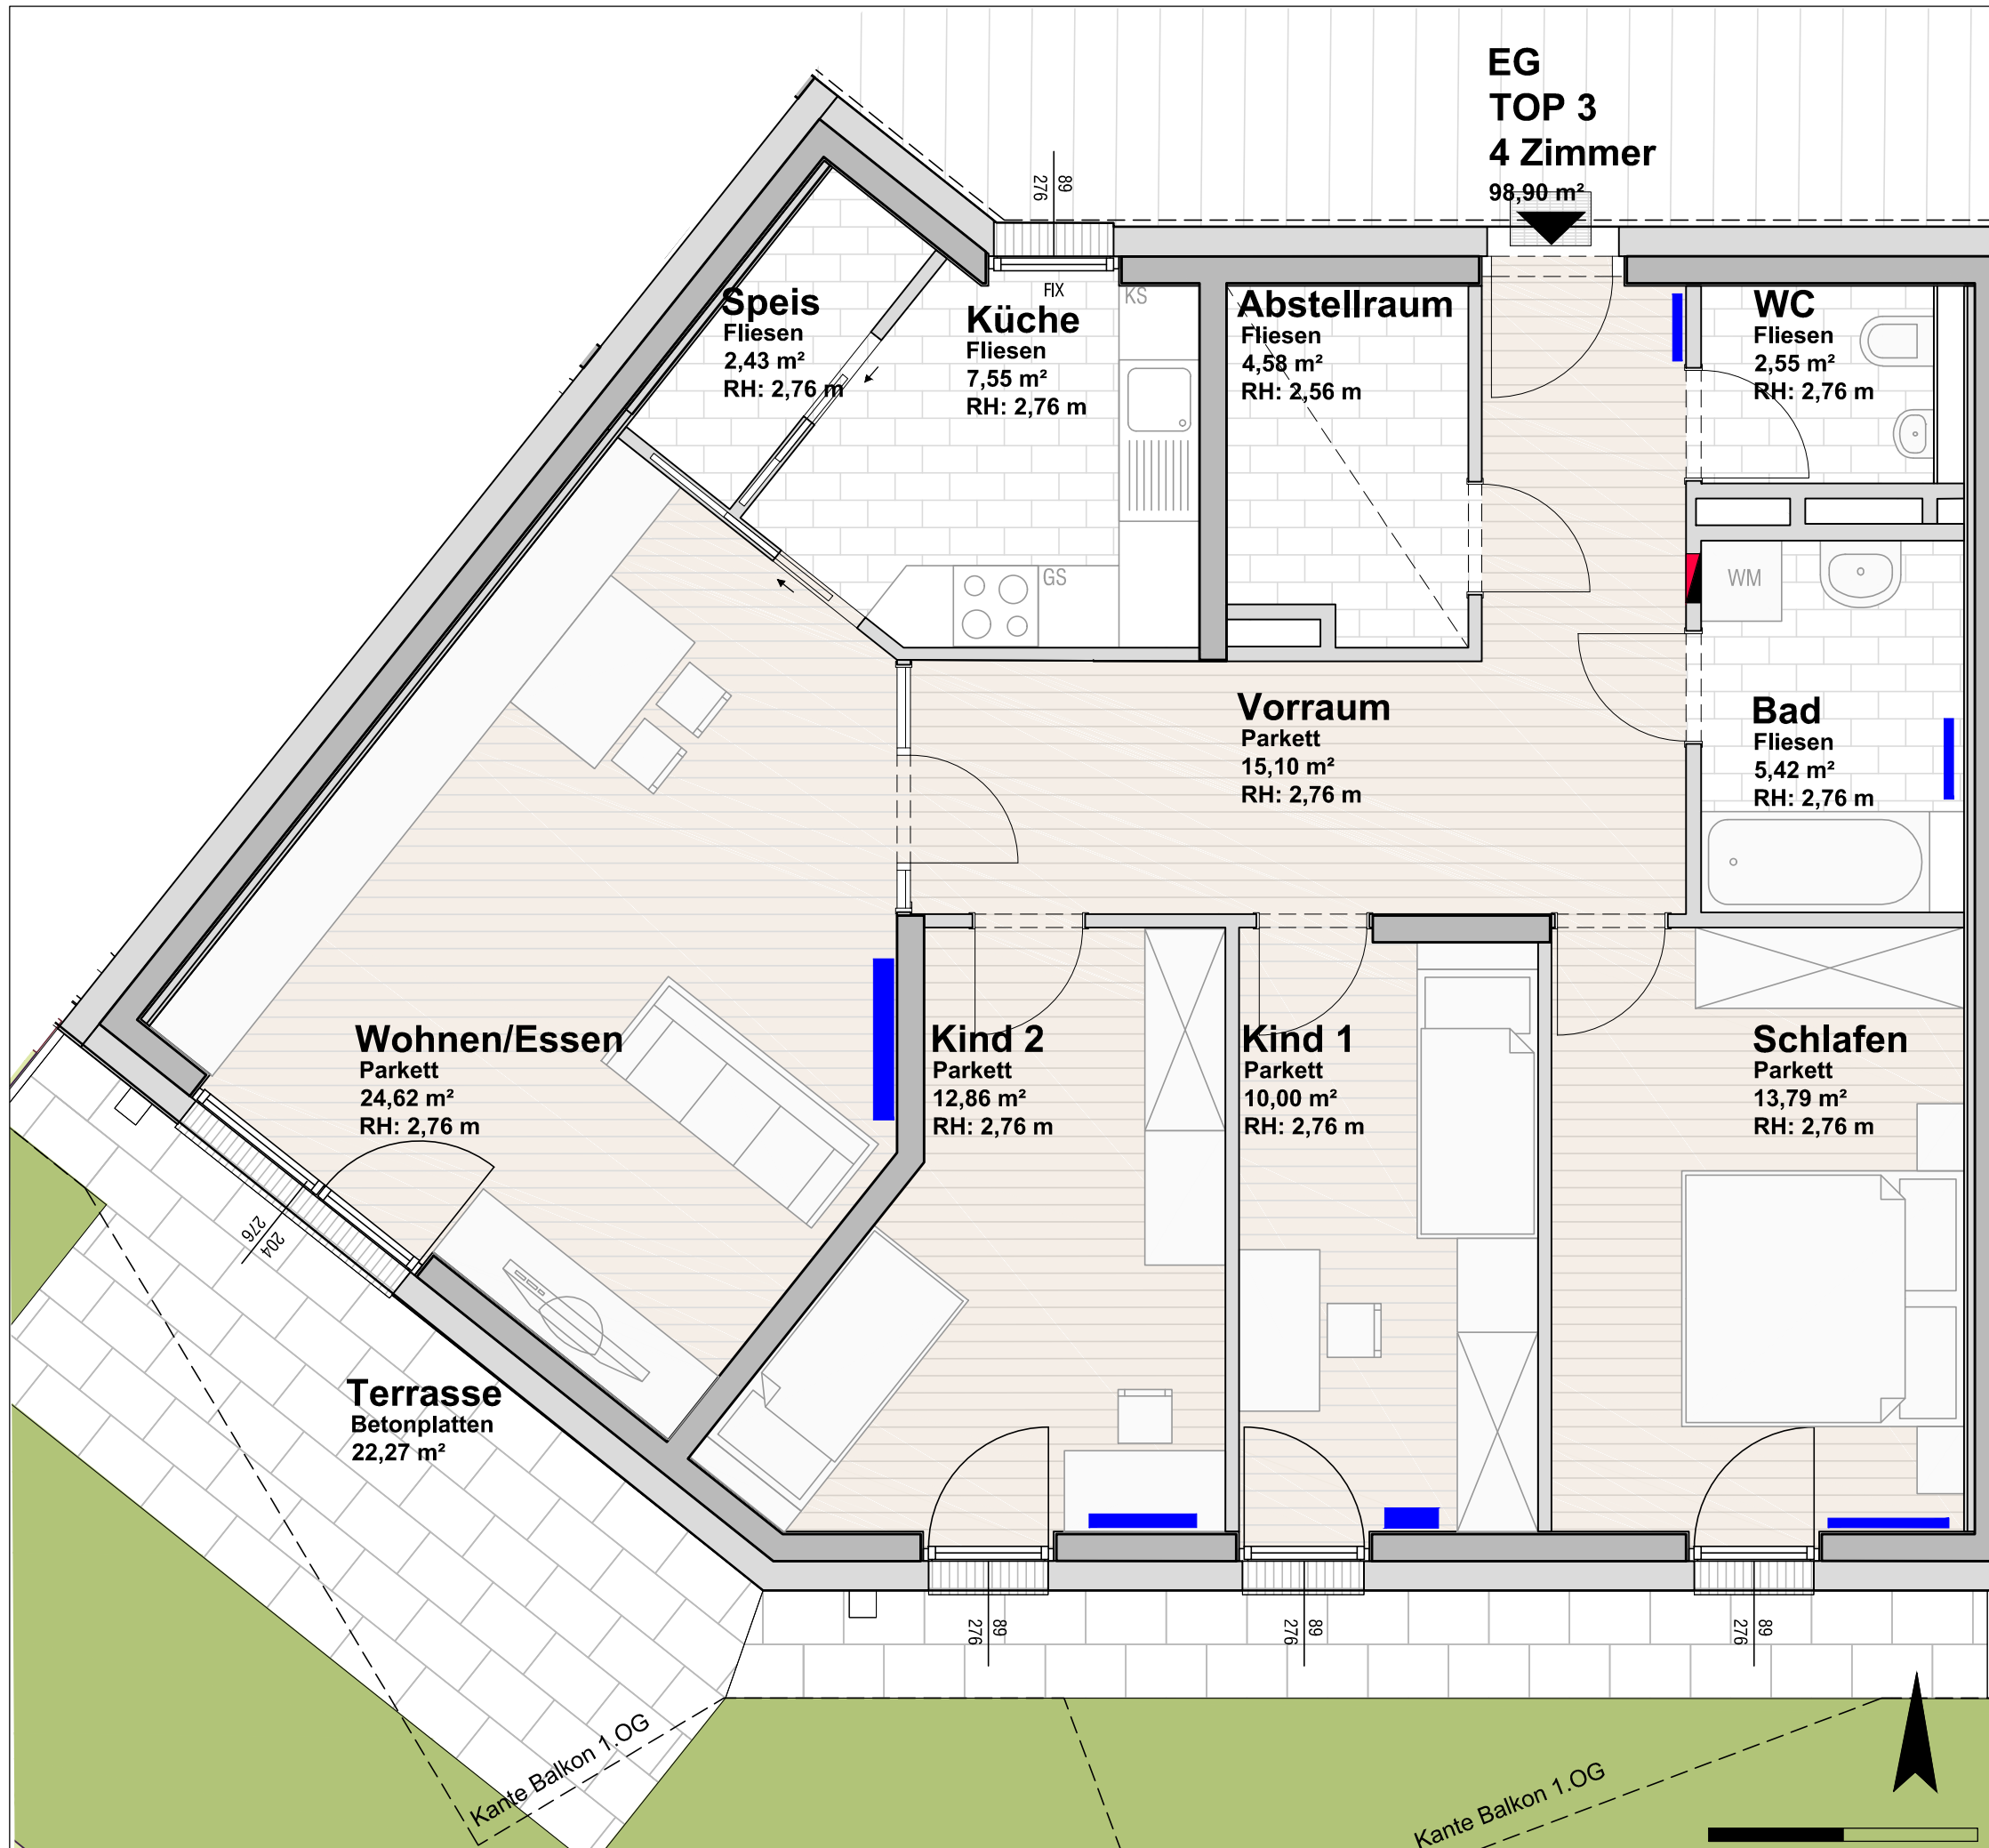 EG
TOP 3
4 Zimmer
98,90 m²
89
276
Speis
Fliesen
2,43 m²
RH: 2,76 m
FIX
Küche
Fliesen
7,55 m²
RH: 2,76 m
KS
GS
Abstellraum
Fliesen
4,58 m²
RH: 2,56 m
WC
Fliesen
2,55 m²
RH: 2,76 m
WM
Vorraum
Parkett
15,10 m²
RH: 2,76 m
Bad
Fliesen
5,42 m²
RH: 2,76 m
Wohnen/Essen
Parkett
24,62 m²
RH: 2,76 m
Kind 2
Parkett
12,86 m²
RH: 2,76 m
Kind 1
Parkett
10,00 m²
RH: 2,76 m
Schlafen
Parkett
13,79 m²
RH: 2,76 m
276
204
Terrasse
Betonplatten
22,27 m²
89
276
89
276
89
276
Kante Balkon 1.OG
Kante Balkon 1.OG